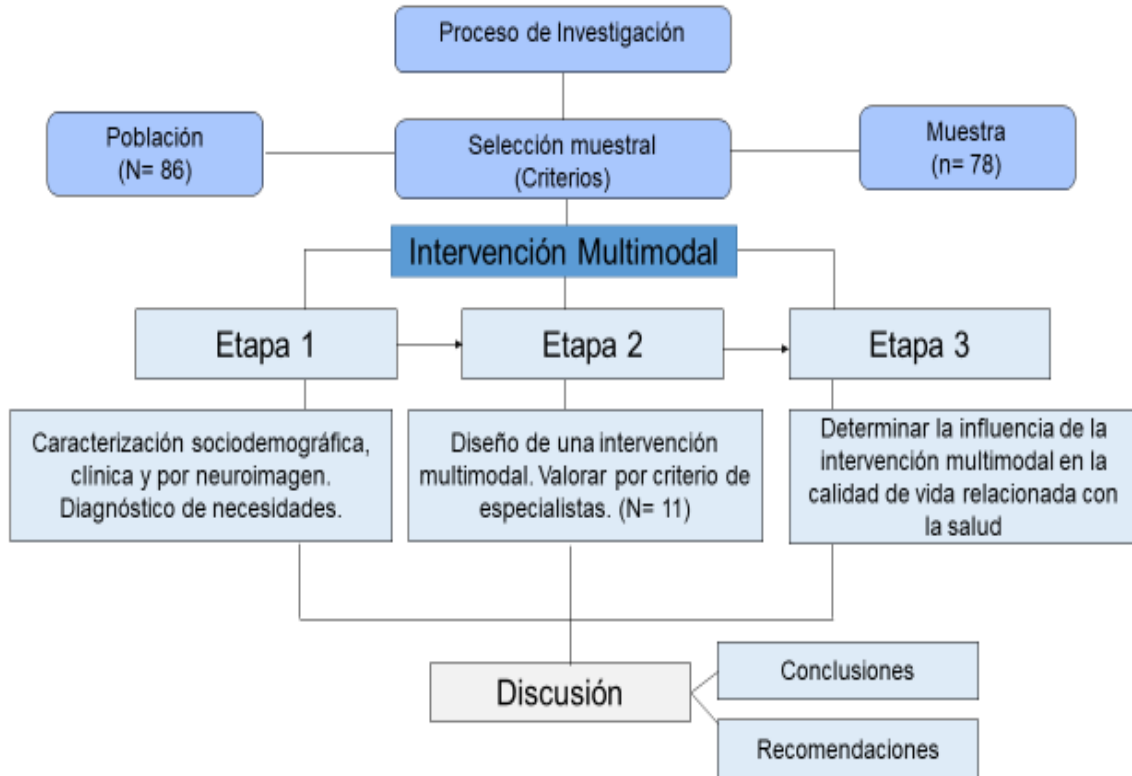 Proceso de Investigación
Población
(N= 86)
Selección muestral
(Criterios)
Muestra
(n= 78)
Intervención Multimodal
Etapa 1
Etapa 2
Etapa 3
Caracterización sociodemográfica,
clínica y por neuroimagen.
Diagnóstico de necesidades.
Diseño de una intervención
multimodal. Valorar por criterio de
especialistas. (N= 11)
Determinar la influencia de la
intervención multimodal en la
calidad de vida relacionada con
la salud
Discusión
Conclusiones
Recomendaciones